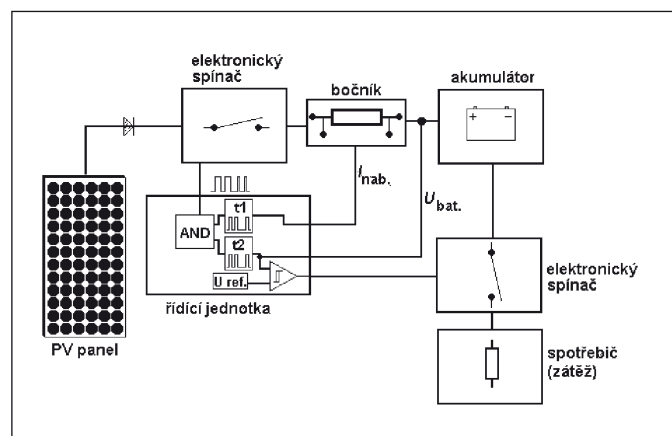 elektronický
spínač
bočník
akumulátor
+ −
I nab.
U bat.
t1
AND
t2
U ref.
řídící jednotka
elektronický
spínač
PV panel
spotřebič
(zátěž)